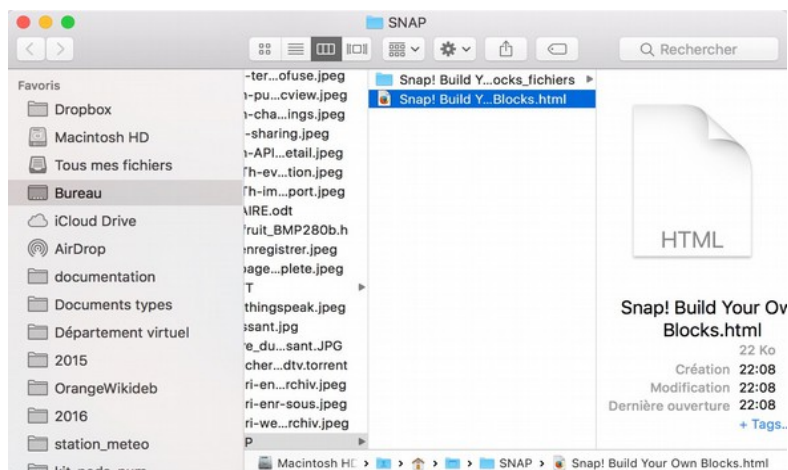 SNAP
Rechercher
Favoris
Dropbox
Macintosh HD
Tous mes fichiers
Bureau
iCloud Drive
AirDrop
documentation
Documents types
Département virtuel
2015
OrangeWikideb
2016
station_meteo
-ter...ofuse.jpeg
-pu...cview.jpeg
-cha...ings.jpeg
-sharing.jpeg
-API...etail.jpeg
Th-ev...tion.jpeg
Th-im...port.jpeg
AIRE.odt
fruit_BMP280b.h
enregistrer.jpeg
page...plete.jpeg
T
thingspeak.jpeg
ssant.jpg
e_du...sant.JPG
cher...dtv.torrent
ri-en...rchiv.jpeg
ri-enr-sous.jpeg
ri-we...rchiv.jpeg
P
Snap! Build Y...ocks_fichiers
Snap! Build Y...Blocks.html
HTML
Snap! Build Your Ow
Blocks.html
22 Ko
Création 22:08
Modification 22:08
Dernière ouverture 22:08
+ Tags..
Macintosh HD > > > > SNAP > Snap! Build Your Own Blocks.html